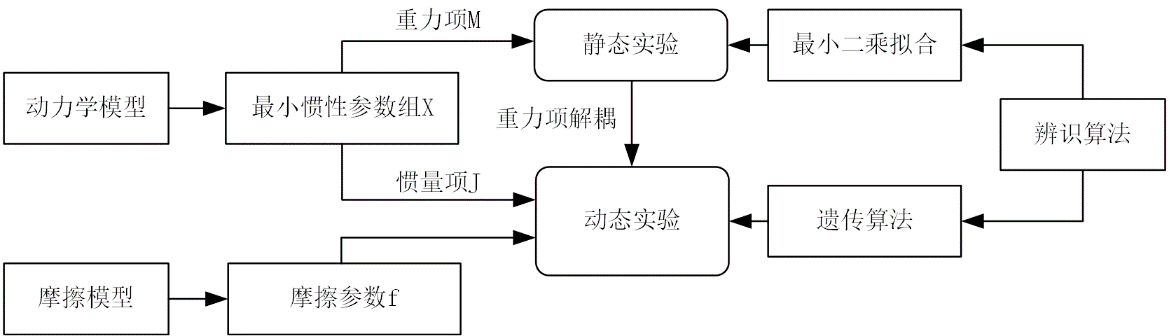 重力项M
静态实验
最小二乘拟合
动力学模型
最小惯性参数组X
重力项解耦
辨识算法
惯量项J
动态实验
遗传算法
摩擦模型
摩擦参数f